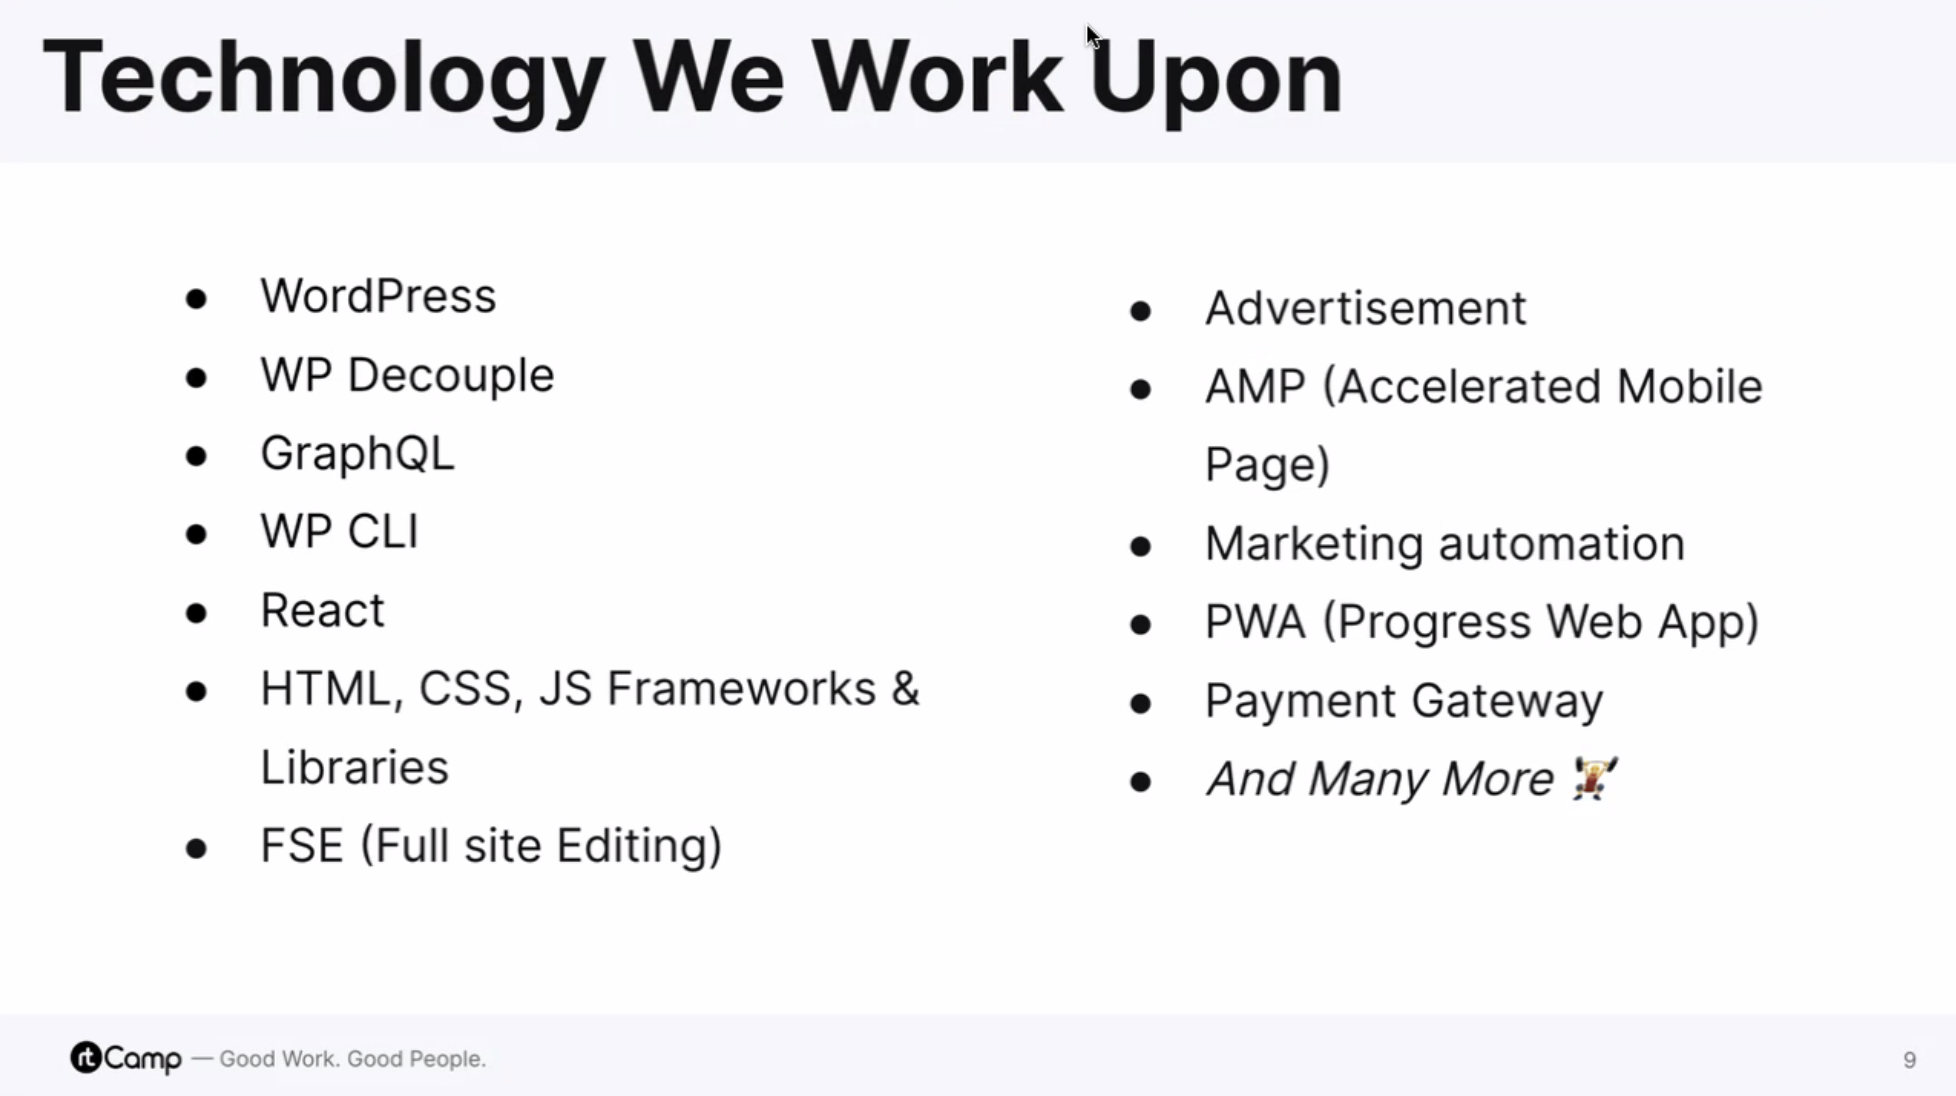 Technology We Work Upon
● WordPress
● WP Decouple
● GraphQL
● WP CLI
● React
● HTML, CSS, JS Frameworks &
Libraries
● FSE (Full site Editing)
● Advertisement
● AMP (Accelerated Mobile
Page)
● Marketing automation
● PWA (Progress Web App)
● Payment Gateway
● And Many More 🏋️
rtCamp — Good Work. Good People.
9